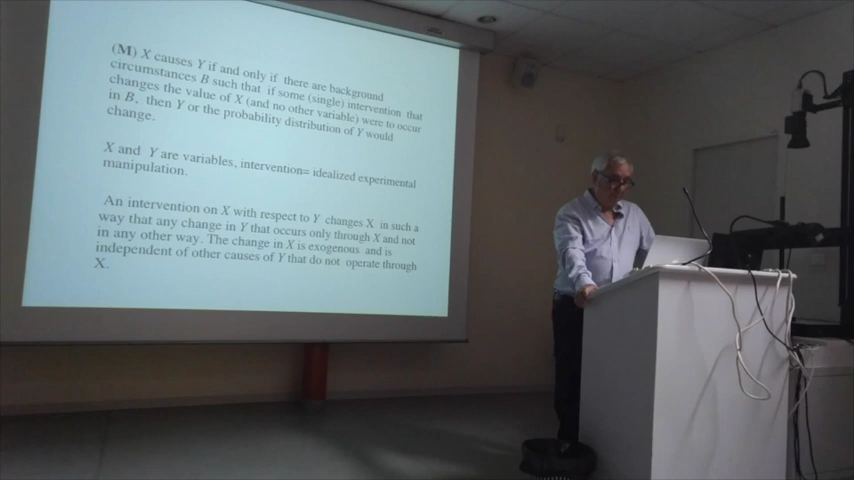 (M) X causes Y if and only if there are background
circumstances B such that if some (single) intervention that
changes the value of X (and no other variable) were to occur
in B, then Y or the probability distribution of Y would
change.
X and Y are variables, intervention= idealized experimental
manipulation.
An intervention on X with respect to Y changes X in such a
way that any change in Y that occurs only through X and not
in any other way. The change in X is exogenous and is
independent of other causes of Y that do not operate through
X.